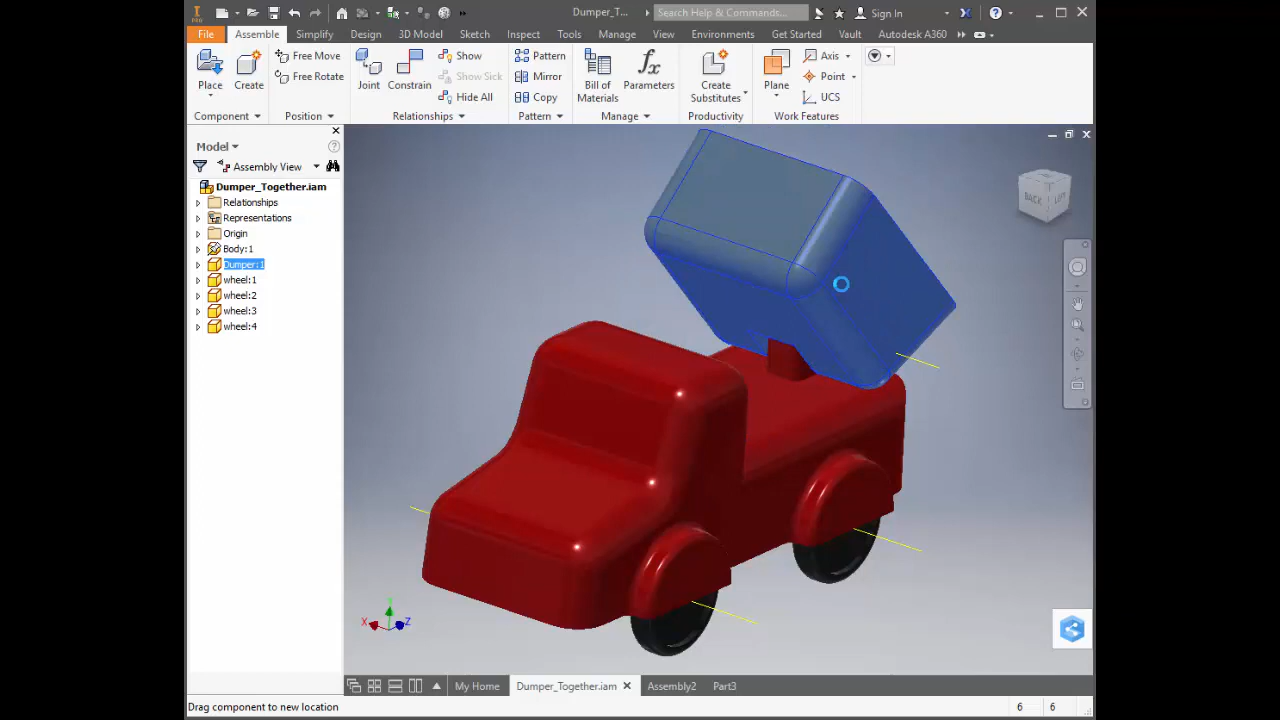 PRO
Dumper_T...
Search Help & Commands...
Sign In
File
Assemble
Simplify
Design
3D Model
Sketch
Inspect
Tools
Manage
View
Environments
Get Started
Vault
Autodesk A360
Place
Create
Free Move
Free Rotate
Joint
Constrain
Show
Show Sick
Hide All
Pattern
Mirror
Copy
Bill of Materials
fx
Parameters
Create Substitutes
Plane
Axis
Point
UCS
Component
Position
Relationships
Pattern
Manage
Productivity
Work Features
Model
Assembly View
Dumper_Together.iam
Relationships
Representations
Origin
Body:1
Dumper:1
wheel:1
wheel:2
wheel:3
wheel:4
BACK
LEFT
X
Y
Z
My Home
Dumper_Together.iam
Assembly2
Part3
Drag component to new location
6
6